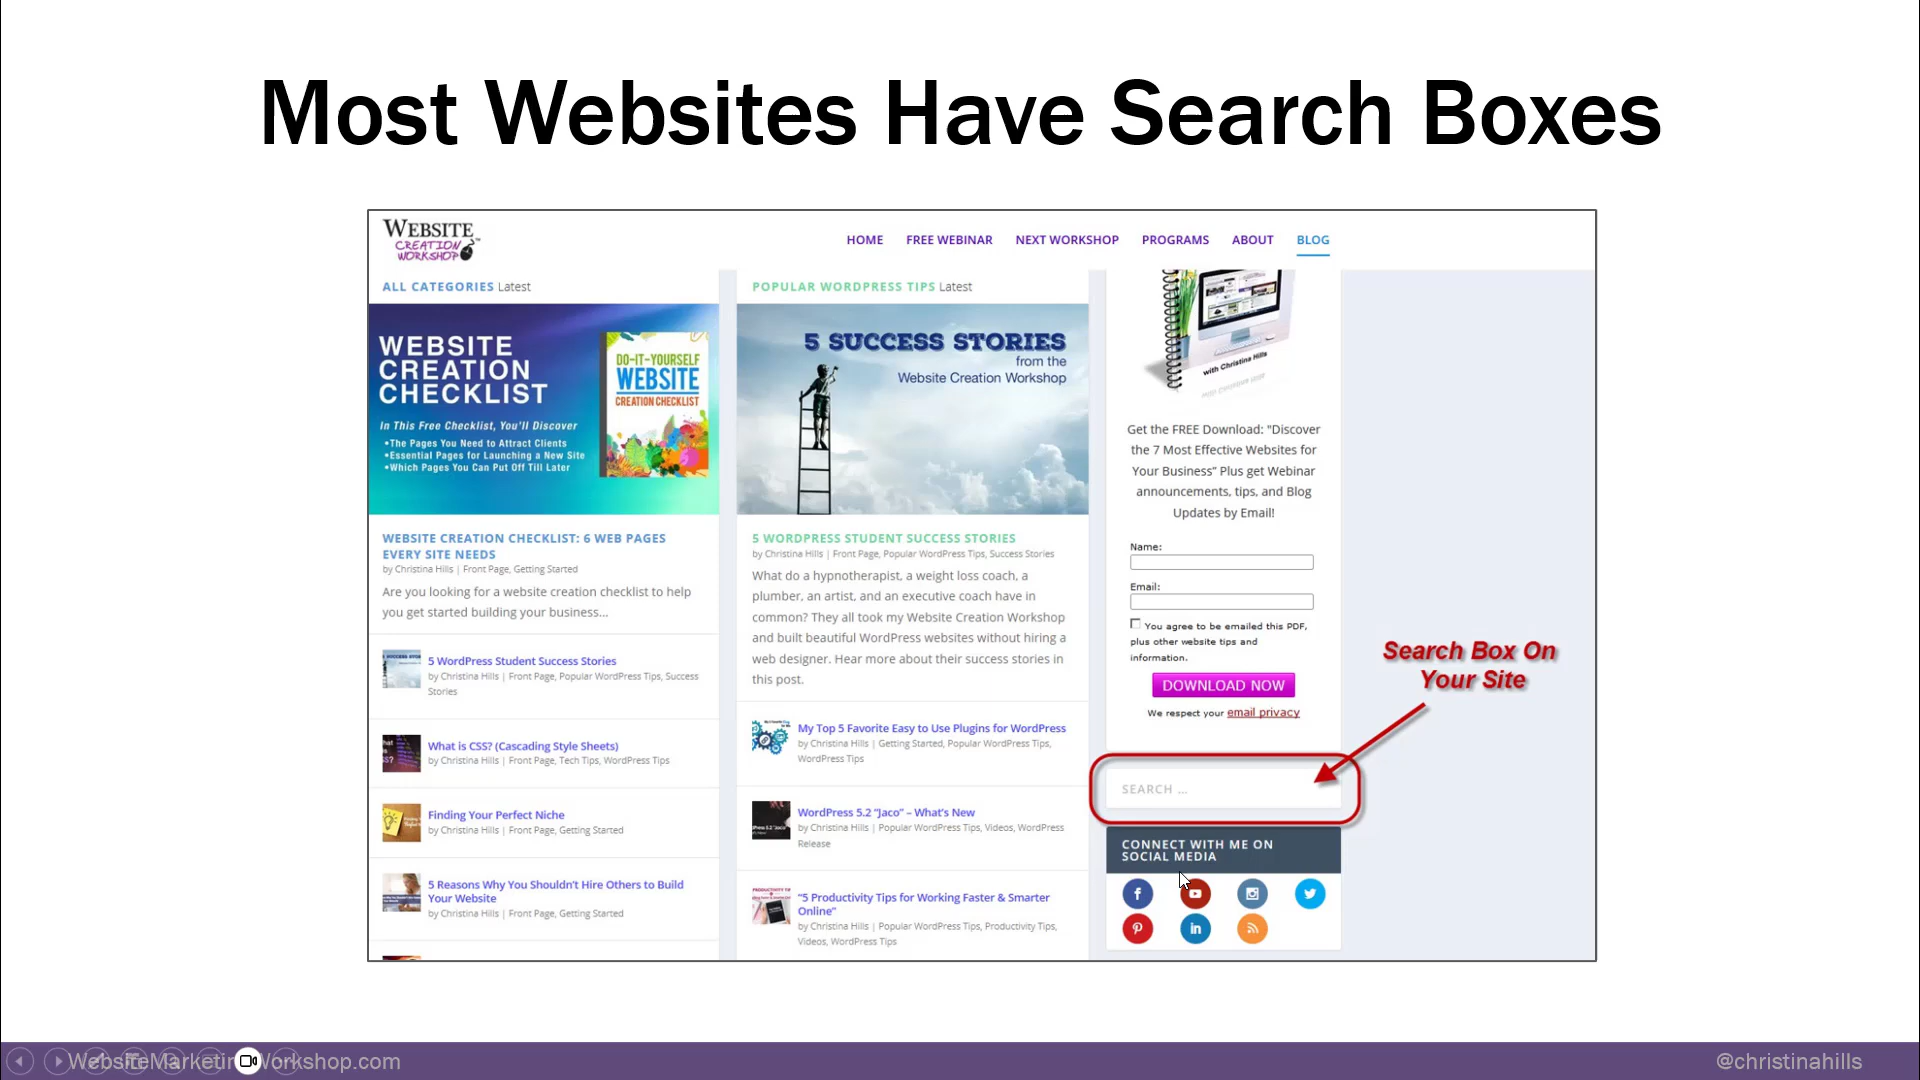 Most Websites Have Search Boxes
WEBSITE
CREATION
WORKSHOP™
HOME
FREE WEBINAR
NEXT WORKSHOP
PROGRAMS
ABOUT
BLOG
ALL CATEGORIES Latest
WEBSITE
CREATION
CHECKLIST
In This Free Checklist, You'll Discover
•The Pages You Need to Attract Clients
•Essential Pages for Launching a New Site
•Which Pages You Can Put Off Till Later
DO-IT-YOURSELF
WEBSITE
CREATION CHECKLIST
WEBSITE CREATION CHECKLIST: 6 WEB PAGES
EVERY SITE NEEDS
by Christina Hills | Front Page, Getting Started
Are you looking for a website creation checklist to help
you get started building your business...
5 WordPress Student Success Stories
by Christina Hills | Front Page, Popular WordPress Tips, Success
Stories
What is CSS? (Cascading Style Sheets)
by Christina Hills | Front Page, Tech Tips, WordPress Tips
Finding Your Perfect Niche
by Christina Hills | Front Page, Getting Started
5 Reasons Why You Shouldn't Hire Others to Build
Your Website
by Christina Hills | Front Page, Getting Started
POPULAR WORDPRESS TIPS Latest
5 SUCCESS STORIES
from the
Website Creation Workshop
5 WORDPRESS STUDENT SUCCESS STORIES
by Christina Hills | Front Page, Popular WordPress Tips, Success Stories
What do a hypnotherapist, a weight loss coach, a
plumber, an artist, and an executive coach have in
common? They all took my Website Creation Workshop
and built beautiful WordPress websites without hiring a
web designer. Hear more about their success stories in
this post.
My Top 5 Favorite Easy to Use Plugins for WordPress
by Christina Hills | Getting Started, Popular WordPress Tips,
WordPress Tips
WordPress 5.2 “Jaco” – What’s New
by Christina Hills | Popular WordPress Tips, Videos, WordPress
Release
“5 Productivity Tips for Working Faster & Smarter
Online”
by Christina Hills | Popular WordPress Tips, Productivity Tips,
Videos, WordPress Tips
with Christina Hills
Get the FREE Download: "Discover
the 7 Most Effective Websites for
Your Business” Plus get Webinar
announcements, tips, and Blog
Updates by Email!
Name:
Email:
You agree to be emailed this PDF,
plus other website tips and
information.
DOWNLOAD NOW
We respect your email privacy
SEARCH ...
CONNECT WITH ME ON
SOCIAL MEDIA
Search Box On
Your Site
WebsiteMarketin Workshop.com
@christinahills